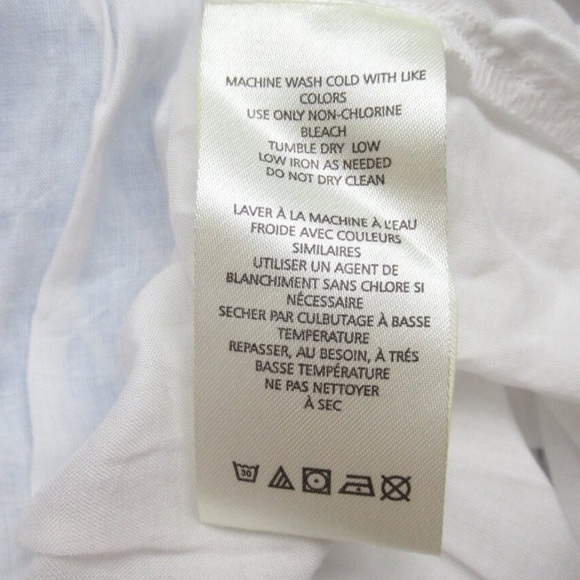 MACHINE WASH COLD WITH LIKE
COLORS
USE ONLY NON-CHLORINE
BLEACH
TUMBLE DRY LOW
LOW IRON AS NEEDED
DO NOT DRY CLEAN
LAVER À LA MACHINE À L'EAU
FROIDE AVEC COULEURS
SIMILAIRES
UTILISER UN AGENT DE
BLANCHIMENT SANS CHLORE SI
NÉCESSAIRE
SECHER PAR CULBUTAGE À BASSE
TEMPERATURE
REPASSER, AU BESOIN, À TRÉS
BASSE TEMPÉRATURE
NE PAS NETTOYER
À SEC
30